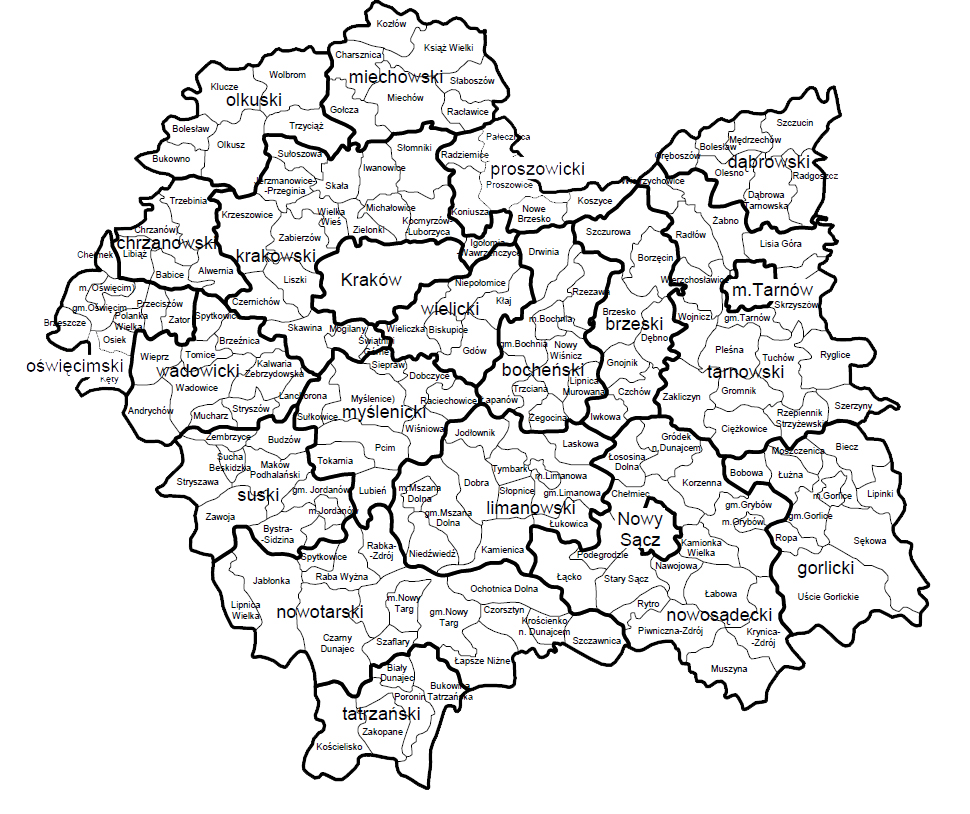 Kozłów
Książ Wielki
Charsznica
miechowski
Słaboszów
Miechów
Gołcza
Racławice
Wolbrom
Klucze
olkuski
Trzyciąż
Bolesław
Olkusz
Bukowno
Pałecznica
Radziemice
proszowicki
Proszowice
Koniusza
Nowe
Brzesko
Koszyce
Słomniki
Sułoszowa
Iwanowice
Jerzmanowice-
-Przeginia
Skała
Krzeszowice
Wielka
Wieś
Michałowice
Kocmyrzów-
-Luborzyca
Zielonki
Zabierzów
krakowski
Igołomia
Wawrzeńczyce
Liszki
Czernichów
Skawina
Mogilany
Świątniki
Górne
Kraków
Szczucin
Mędrzechów
Bolesław
Gręboszów
dąbrowski
Olesno
Radgoszcz
Dąbrowa
Tarnowska
Trzebinia
Chrzanów
chrzanowski
Chełmek
Libiąż
Babice
Alwernia
m. Oświęcim
gm.Oświęcim
Przeciszów
Brzeszcze
Polanka
Wielka
Zator
Osiek
oświęcimski
Kęty
Spytkowice
Brzeźnica
Tomice
Wieprz
wadowicki
Kalwaria
Zebrzydowska
Wadowice
Lanckorona
Andrychów
Mucharz
Stryszów
Niepołomice
Kłaj
wielicki
Wieliczka
Biskupice
Gdów
Drwinia
Rzezawa
m.Bochnia
gm.Bochnia
Nowy
Wiśnicz
bocheński
Trzciana
Lipnica
Murowana
Łapanów
Żegocina
Szczurowa
Borzęcin
Brzesko
brzeski
Dębno
Gnojnik
Czchów
Iwkowa
Wietrzychowice
Żabno
Radłów
Lisia Góra
Wierzchosławice
m.Tarnów
Skrzyszów
Wojnicz
gm.Tarnów
Pleśna
Tuchów
Ryglice
tarnowski
Zakliczyn
Gromnik
Rzepiennik
Strzyżewski
Szerzyny
Ciężkowice
Siepraw
Dobczyce
Myślenice
Raciechowice
myślenicki
Sułkowice
Wiśniowa
Pcim
Tokarnia
Lubień
Zembrzyce
Budzów
Sucha
Beskidzka
Maków
Podhalański
Stryszawa
suski
gm. Jordanów
m.Jordanów
Zawoja
Bystra-
-Sidzina
Jodłownik
Laskowa
Tymbark
m.Limanowa
Dobra
m.Mszana
Dolna
Słopnice
gm.Limanowa
limanowski
gm.Mszana
Dolna
Łukowica
Niedźwiedź
Kamienica
Gródek
n.Dunajcem
Łososina
Dolna
Korzenna
Chełmiec
gm.Grybów
m.Grybów
Nowy
Sącz
Kamionka
Wielka
Podegrodzie
Nawojowa
Łącko
Stary Sącz
Łabowa
Rytro
nowosądecki
Piwniczna-Zdrój
Krynica-
-Zdrój
Muszyna
Moszczenica
Biecz
Bobowa
Łużna
m.Gorlice
Lipinki
gm.Gorlice
Ropa
Sękowa
gorlicki
Uście Gorlickie
Rabka-
-Zdrój
Spytkowice
Raba Wyżna
Jabłonka
Lipnica
Wielka
nowotarski
m.Nowy
Targ
gm.Nowy
Targ
Ochotnica Dolna
Czorsztyn
Krościenko
n. Dunajcem
Czarny
Dunajec
Szaflary
Szczawnica
Łapsze Niżne
Biały
Dunajec
Bukowina
Tatrzańska
Poronin
tatrzański
Zakopane
Kościelisko